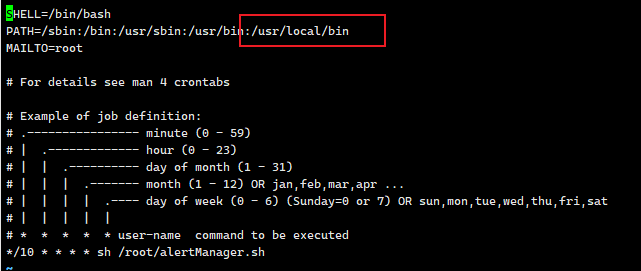 SHELL=/bin/bash
PATH=/sbin:/bin:/usr/sbin:/usr/bin:/usr/local/bin
MAILTO=root
# For details see man 4 crontabs
# Example of job definition:
# .---------------- minute (0 - 59)
# |  .------------- hour (0 - 23)
# |  |  .---------- day of month (1 - 31)
# |  |  |  .------- month (1 - 12) OR jan,feb,mar,apr ...
# |  |  |  |  .---- day of week (0 - 6) (Sunday=0 or 7) OR sun,mon,tue,wed,thu,fri,sat
# |  |  |  |  |
# *  *  *  *  * user-name  command to be executed
*/10 * * * * sh /root/alertManager.sh
~